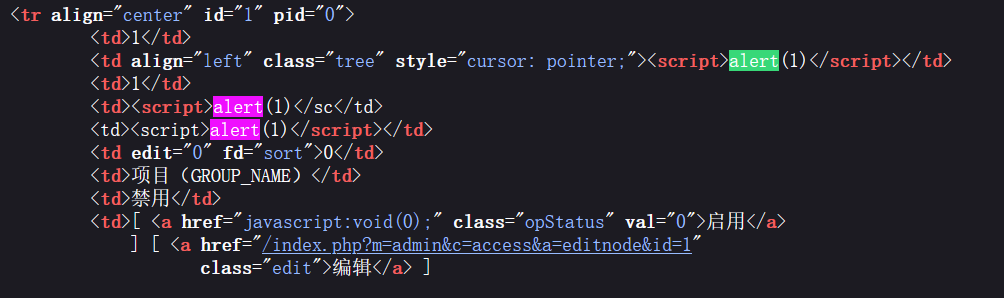 <tr align="center" id="1" pid="0">
<td>1</td>
<td align="left" class="tree" style="cursor: pointer;"><script>alert(1)</script></td>
<td>1</td>
<td><script>alert(1)</sc</td>
<td><script>alert(1)</script></td>
<td edit="0" fd="sort">0</td>
<td>项目（GROUP_NAME）</td>
<td>禁用</td>
<td>[ <a href="javascript:void(0);" class="opStatus" val="0">启用</a>
] [ <a href="/index.php?m=admin&c=access&a=editnode&id=1"
class="edit">编辑</a> ]